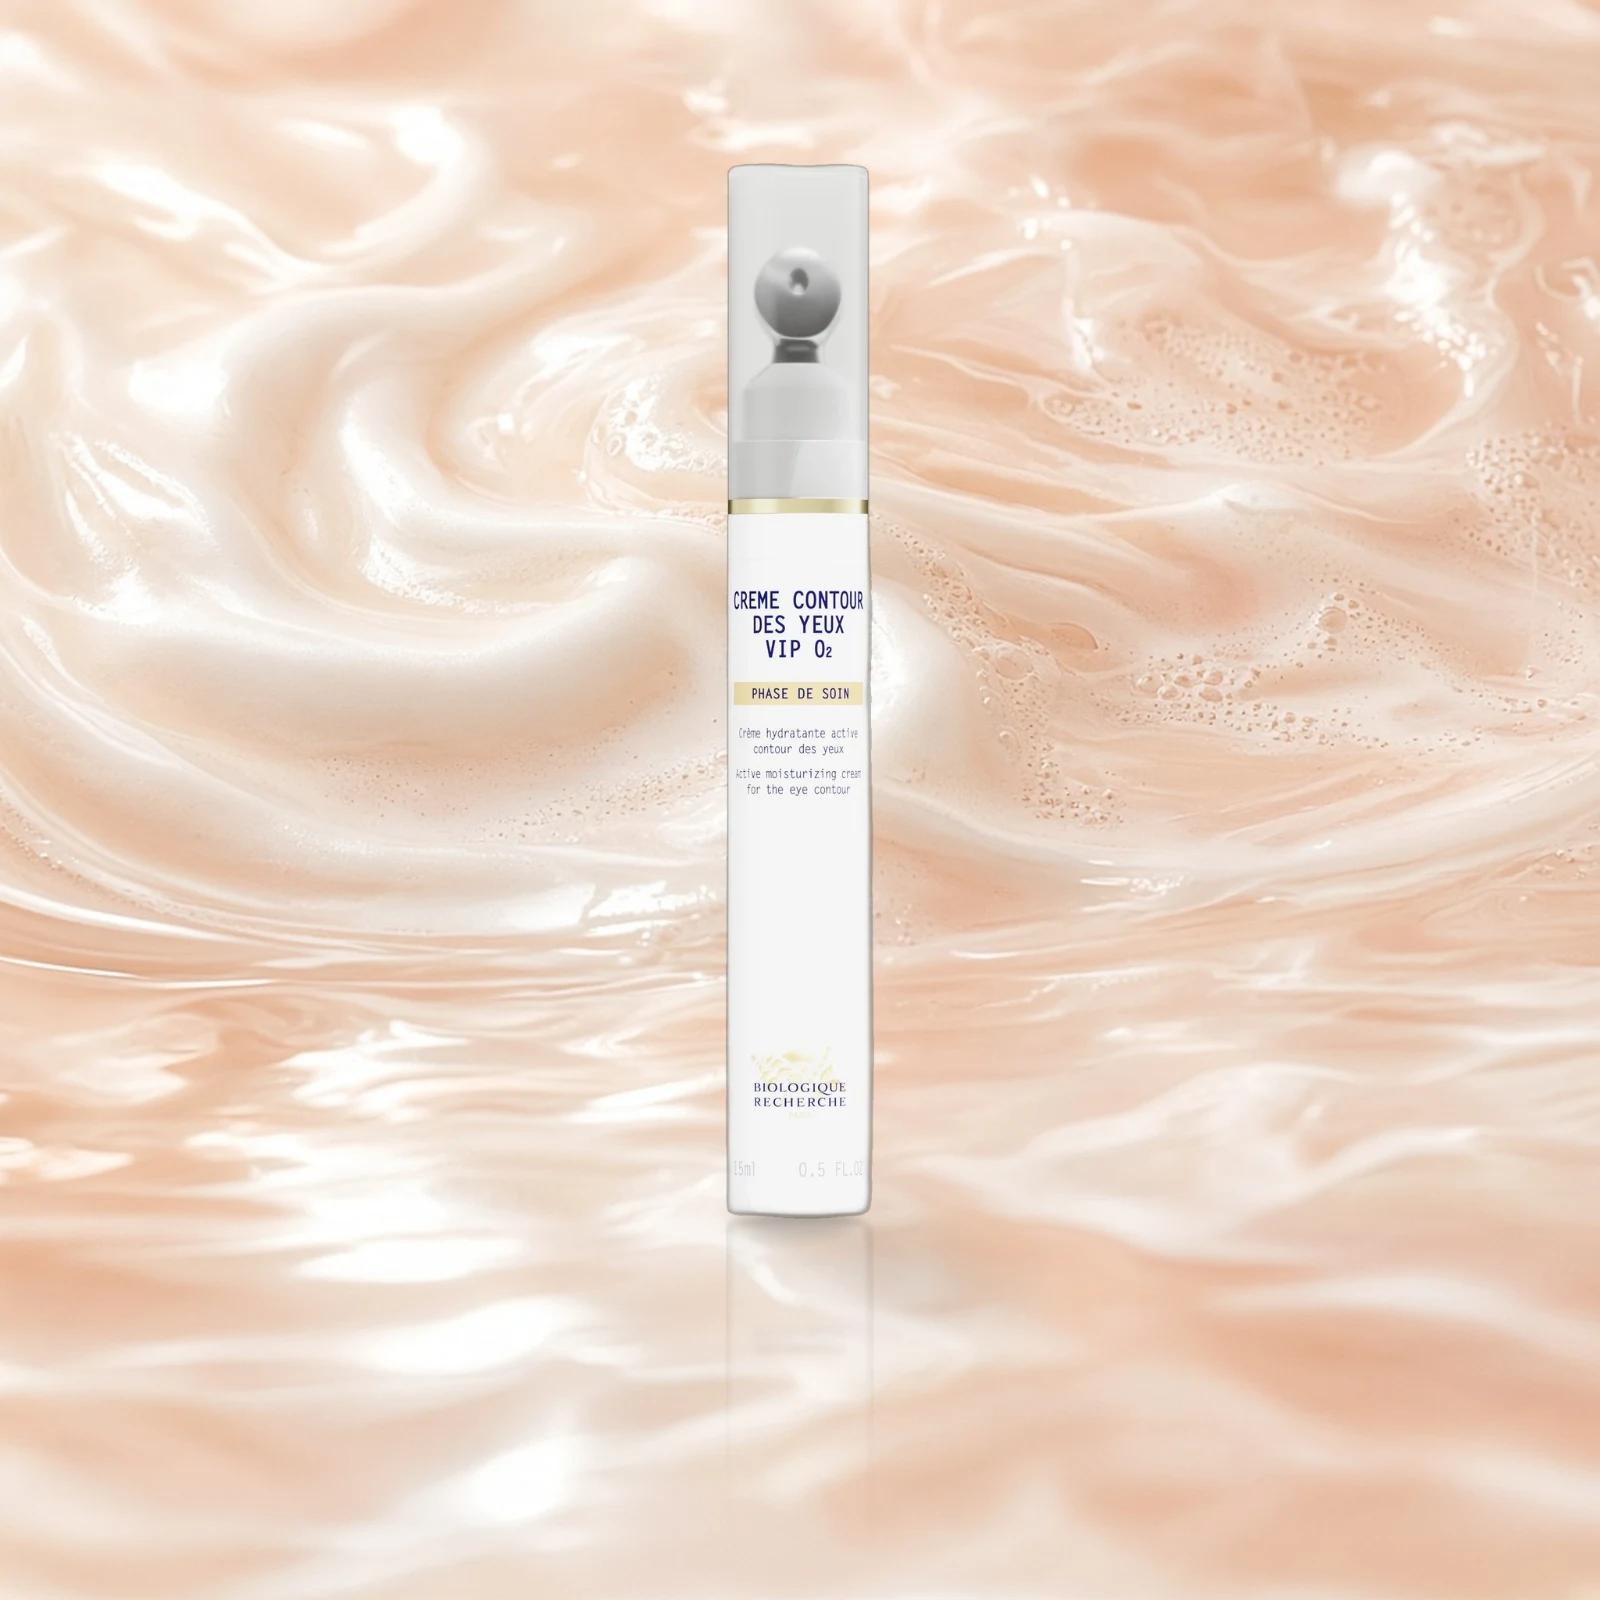 CREME CONTOUR
DES YEUX
VIP O₂
PHASE DE SOIN
Crème hydratante active
contour des yeux
Active moisturizing cream
for the eye contour
BIOLOGIQUE
RECHERCHE
PARIS
15ml 0.5 FL.OZ